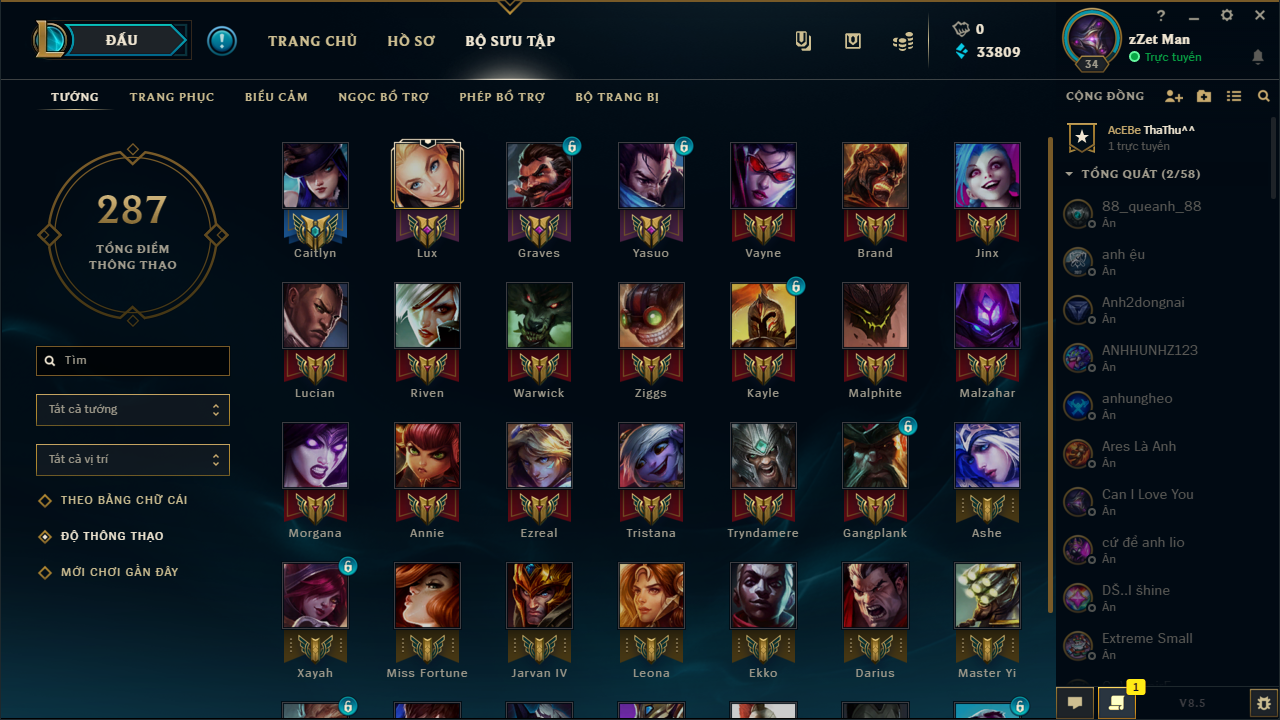 ĐẤU
TRANG CHỦ
HỒ SƠ
BỘ SƯU TẬP
0
33809
?
34
zZet Man
Trực tuyến
TƯỚNG
TRANG PHỤC
BIỂU CẢM
NGỌC BỔ TRỢ
PHÉP BỔ TRỢ
BỘ TRANG BỊ
CỘNG ĐỒNG
287
TỔNG ĐIỂM
THÔNG THẠO
Tìm
Tất cả tướng
Tất cả vị trí
THEO BẢNG CHỮ CÁI
ĐỘ THÔNG THẠO
MỚI CHƠI GẦN ĐÂY
6
6
Caitlyn
Lux
Graves
Yasuo
Vayne
Brand
Jinx
6
Lucian
Riven
Warwick
Ziggs
Kayle
Malphite
Malzahar
6
Morgana
Annie
Ezreal
Tristana
Tryndamere
Gangplank
Ashe
6
Xayah
Miss Fortune
Jarvan IV
Leona
Ekko
Darius
Master Yi
6
6
AcEBe ThaThu^^
1 trực tuyến
TỔNG QUÁT (2/58)
88_queanh_88
Ẩn
anh ệu
Ẩn
Anh2dongnai
Ẩn
ANHHUNHZ123
Ẩn
anhungheo
Ẩn
Ares Là Anh
Ẩn
Can I Love You
Ẩn
cứ để anh lio
Ẩn
DŠ..I šhine
Ẩn
Extreme Small
Ẩn
1
V8.5